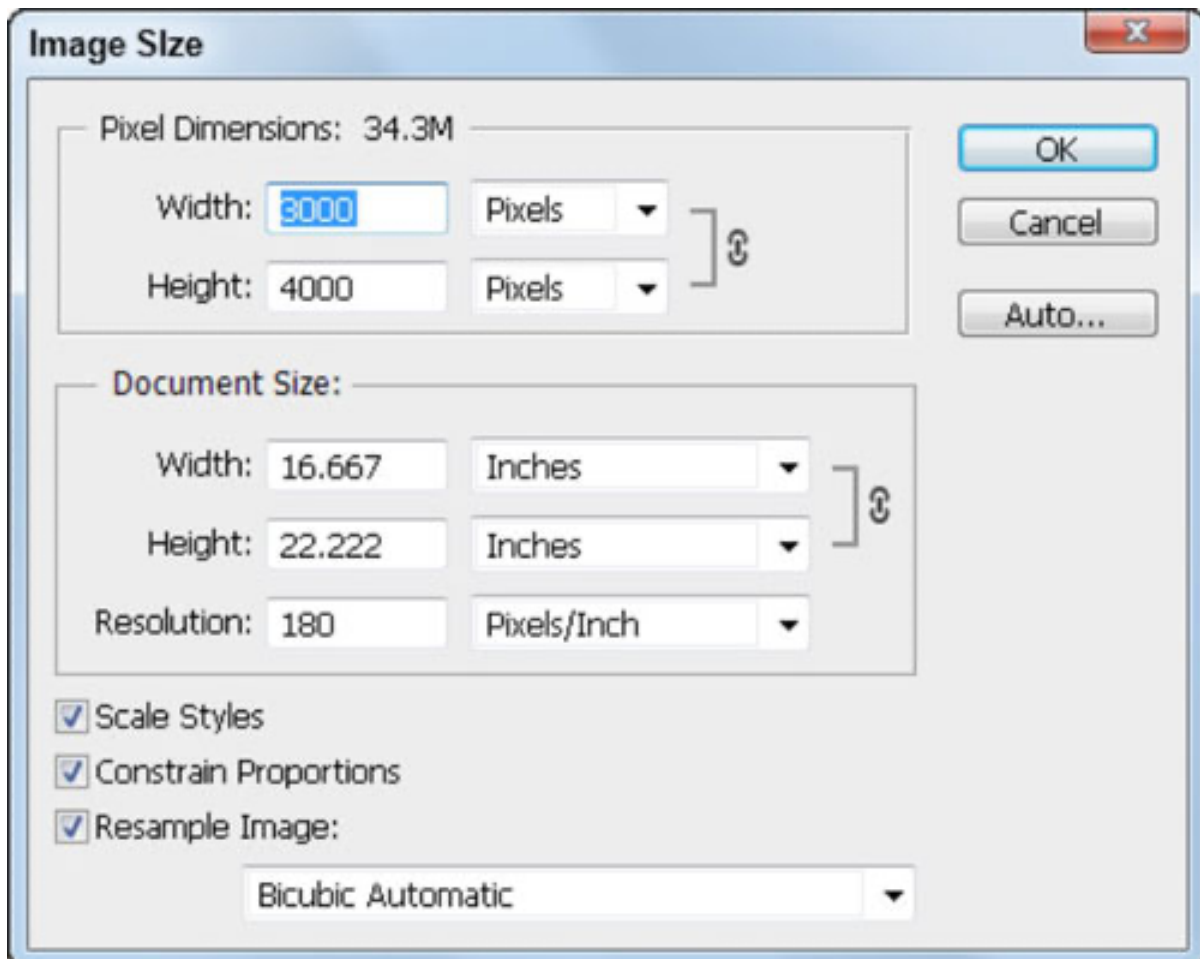 Image SIze
Pixel Dimensions: 34.3M
OK
Width: 3000 Pixels
Cancel
Height: 4000 Pixels
Auto...
Document Size:
Width: 16.667 Inches
Height: 22.222 Inches
Resolution: 180 Pixels/Inch
Scale Styles
Constrain Proportions
Resample Image:
Bicubic Automatic